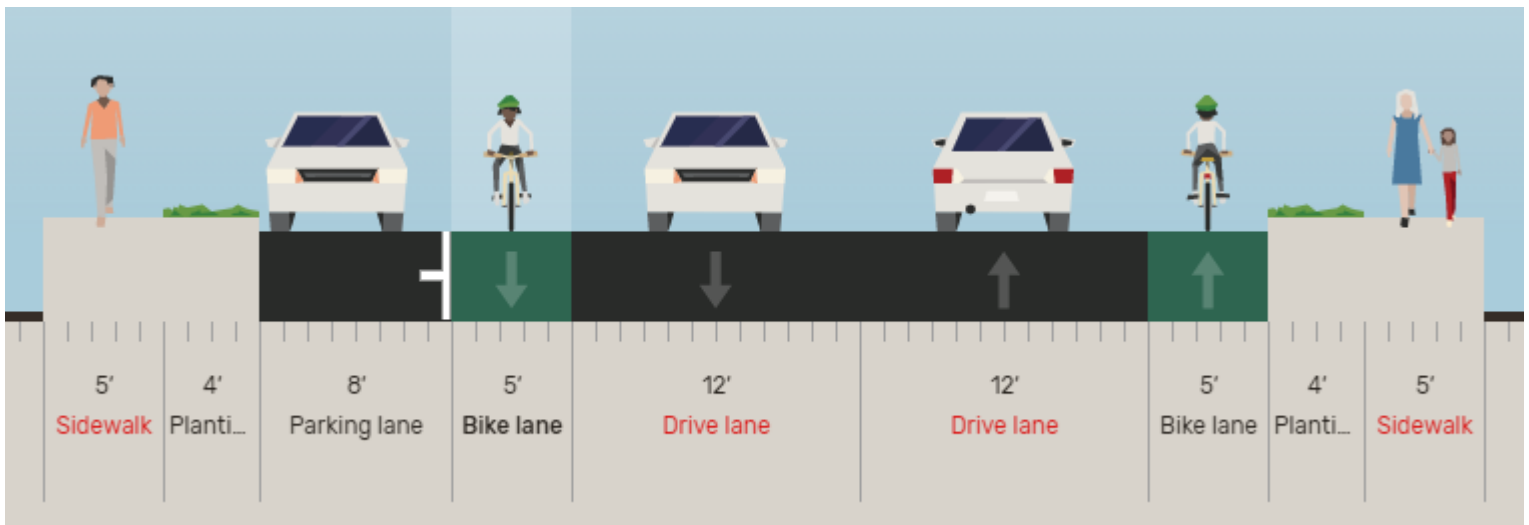 5' 4' 8' 5' 12' 12' 5' 4' 5'
Sidewalk Planti... Parking lane Bike lane Drive lane Drive lane Bike lane Planti... Sidewalk